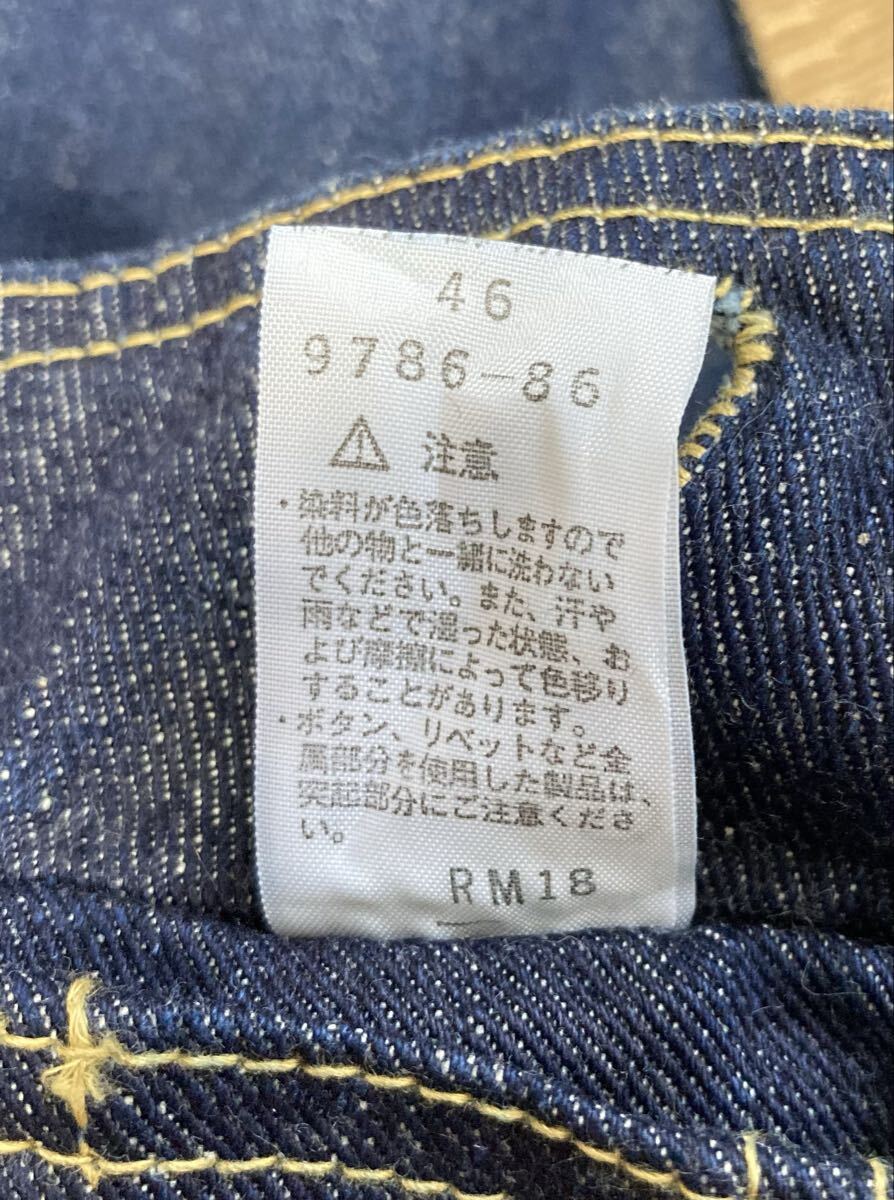 46
9786-86
⚠ 注意
・染料が色落ちしますので
他の物と一緒に洗わない
でください。また、汗や
雨などで湿った状態、お
よび摩擦によって色移り
することがあります。
・ボタン、リベットなど全
属部分を使用した製品は、
突起部分にご注意くださ
い。
RM18